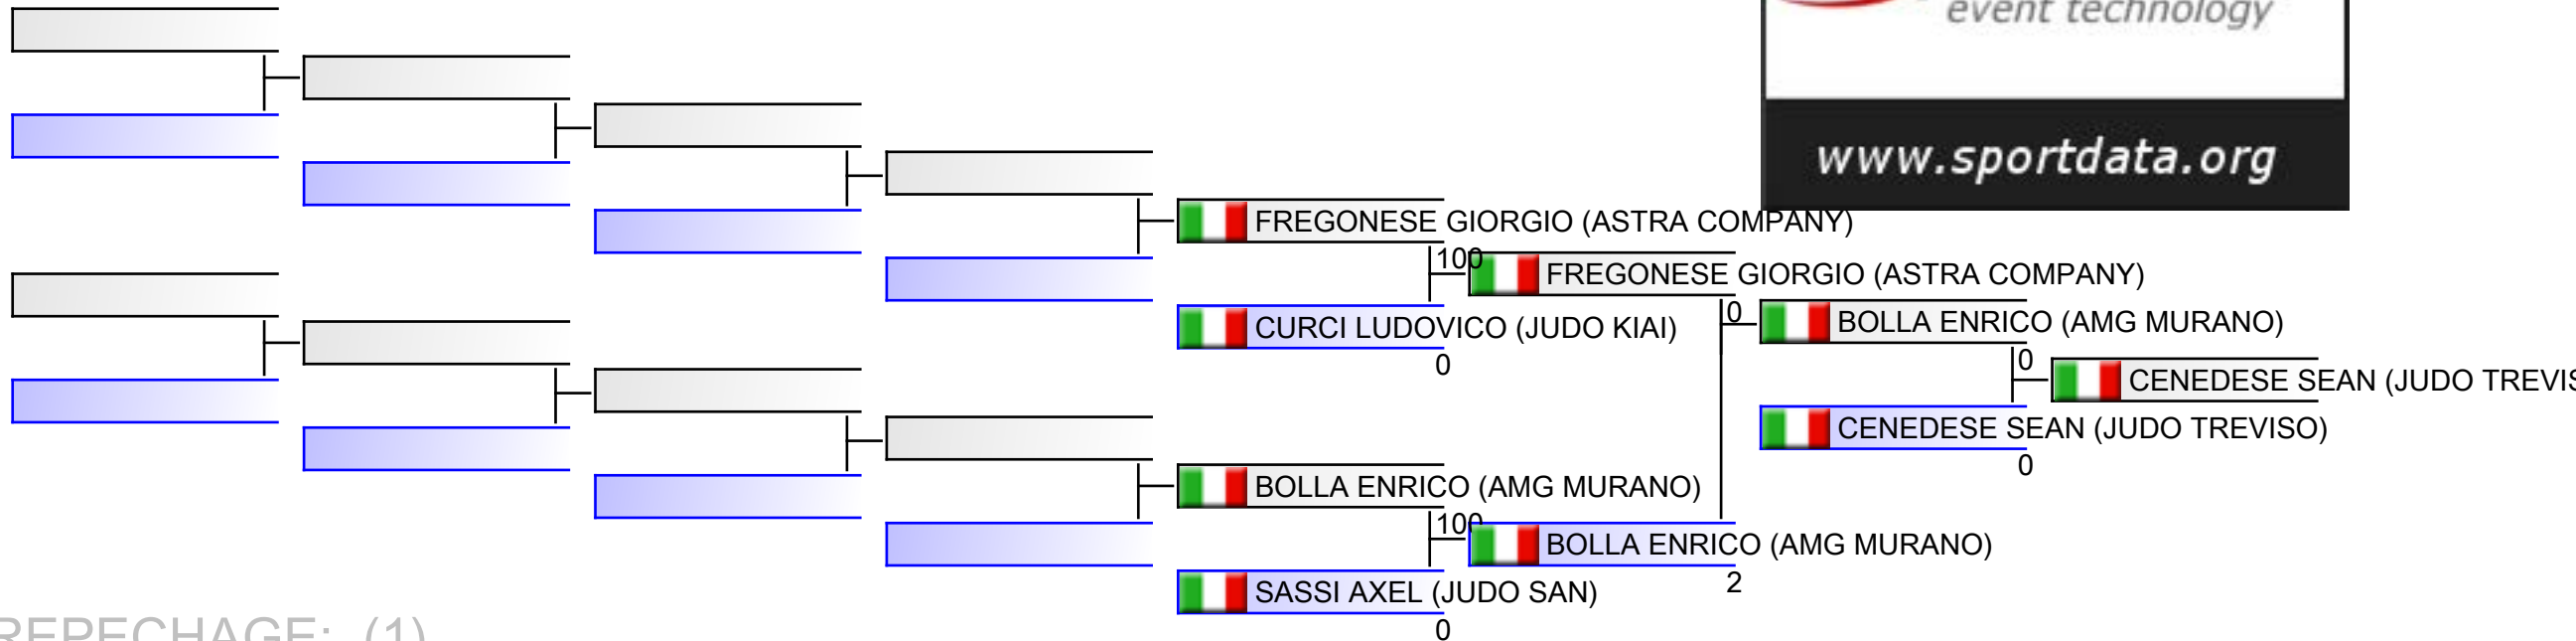 event technology
www.sportdata.org
FREGONESE GIORGIO (ASTRA COMPANY)
100
FREGONESE GIORGIO (ASTRA COMPANY)
0
BOLLA ENRICO (AMG MURANO)
CURCI LUDOVICO (JUDO KIAI)
0
0
CENEDESE SEAN (JUDO TREVIS
CENEDESE SEAN (JUDO TREVISO)
0
BOLLA ENRICO (AMG MURANO)
100
BOLLA ENRICO (AMG MURANO)
2
SASSI AXEL (JUDO SAN)
0
REPECHAGE: (1)